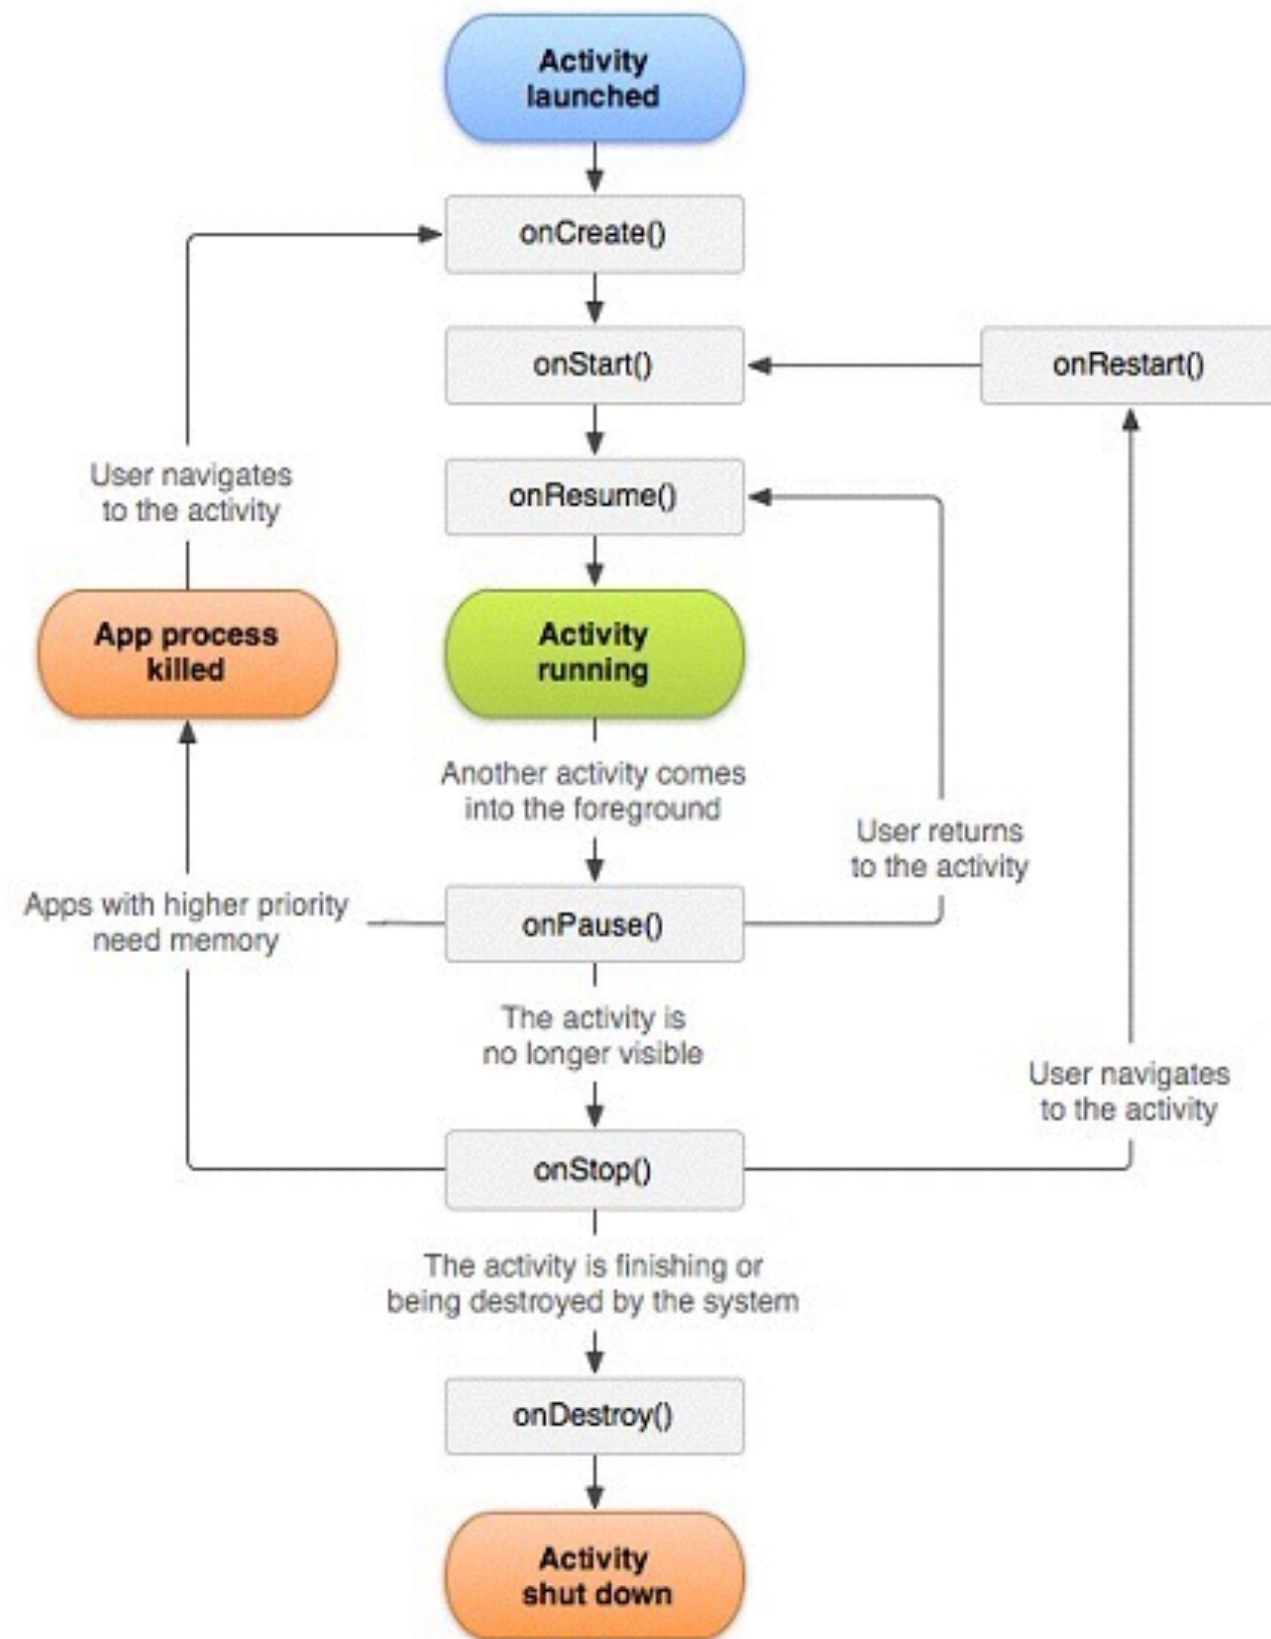 Activity
launched
onCreate()
onStart()
onRestart()
User navigates
to the activity
onResume()
App process
killed
Activity
running
Another activity comes
into the foreground
User returns
to the activity
Apps with higher priority
need memory
onPause()
The activity is
no longer visible
User navigates
to the activity
onStop()
The activity is finishing or
being destroyed by the system
onDestroy()
Activity
shut down